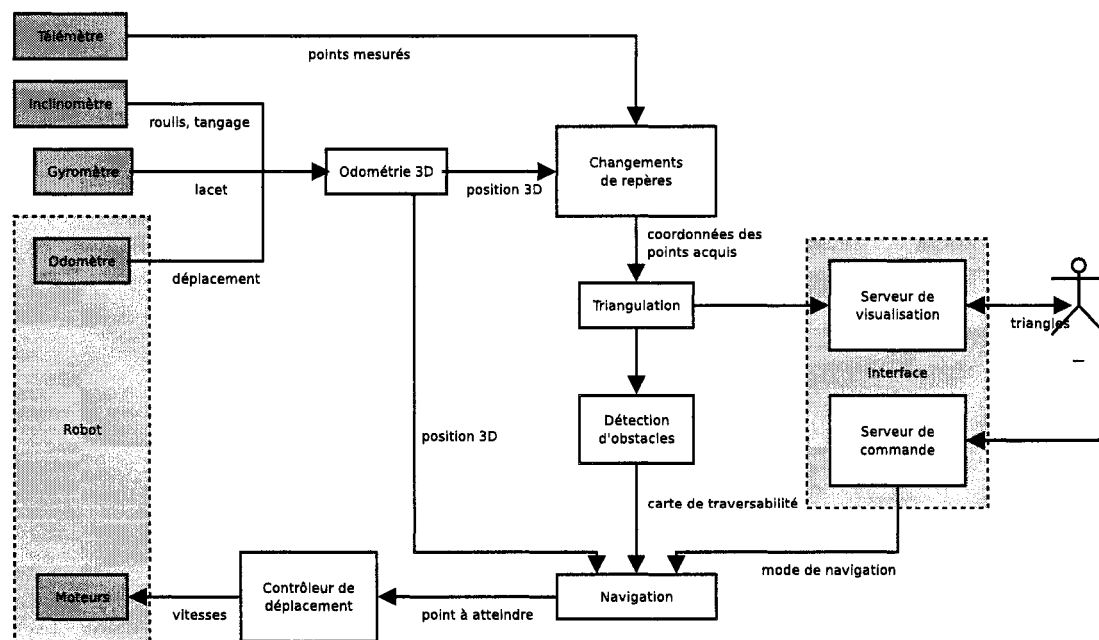 Télémètre
points mesurés
Inclinomètre
roulis, tangage
Gyromètre
lacet
Odométrie 3D
position 3D
Changements
de repères
Odomètre
déplacement
coordonnées des
points acquis
Triangulation
Serveur de
visualisation
triangles
Interface
Détection
d'obstacles
Serveur de
commande
Robot
position 3D
carte de traversabilité
mode de navigation
Moteurs
vitesses
Contrôleur de
déplacement
point à atteindre
Navigation